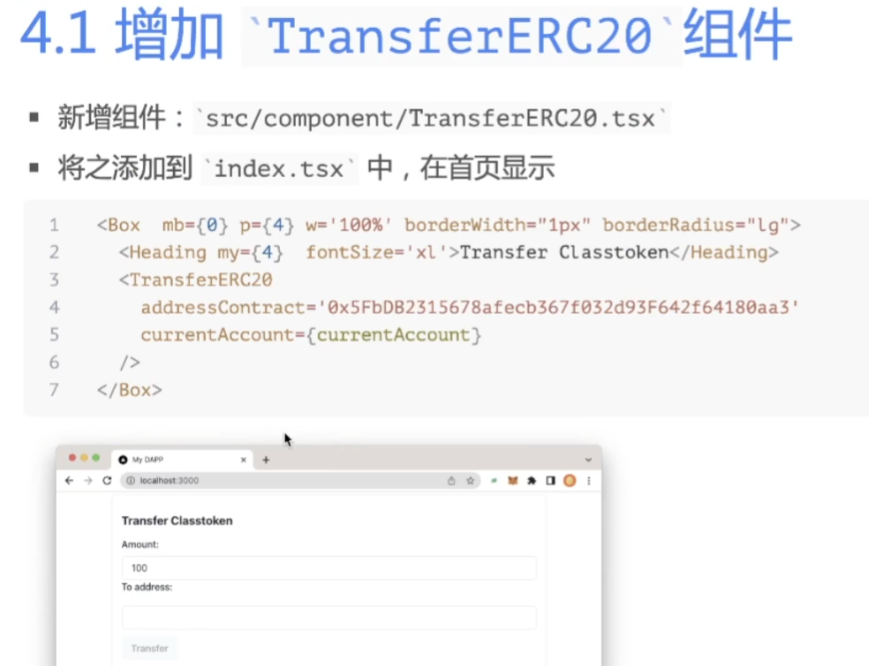 4.1 增加 `TransferERC20`组件
▪ 新增组件：`src/component/TransferERC20.tsx`
▪ 将之添加到 `index.tsx` 中，在首页显示
1 <Box mb={0} p={4} w='100%' borderWidth="1px" borderRadius="lg">
2 <Heading my={4} fontSize='xl'>Transfer Classtoken</Heading>
3 <TransferERC20
4 addressContract='0x5FbDB2315678afecb367f032d93F642f64180aa3'
5 currentAccount={currentAccount}
6 />
7 </Box>
My DAPP
localhost:3000
Transfer Classtoken
Amount:
100
To address:
Transfer